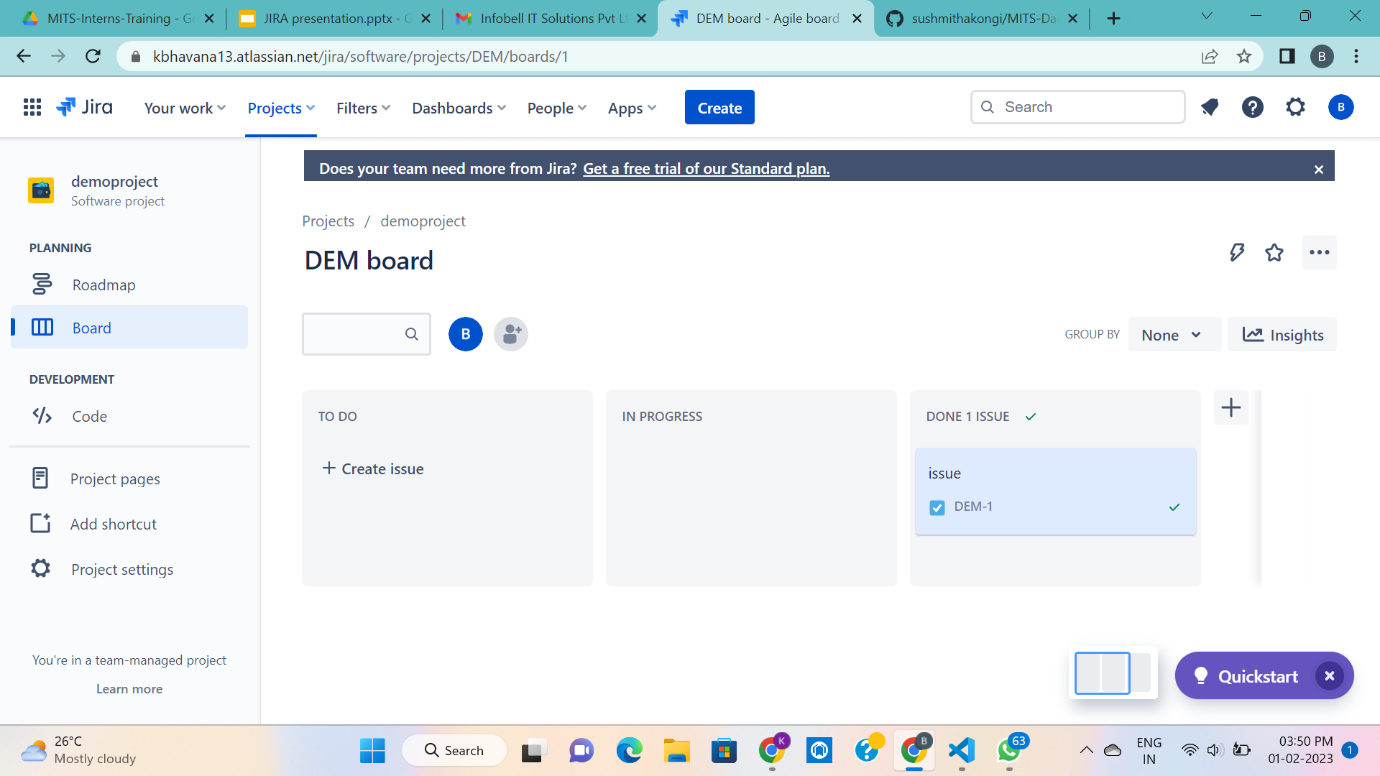 MITS-Interns-Training - G
JIRA presentation.pptx - G
Infobell IT Solutions Pvt L
DEM board - Agile board
sushmithakongi/MITS-Da
kbhavana13.atlassian.net/jira/software/projects/DEM/boards/1
B
Jira
Your work
Projects
Filters
Dashboards
People
Apps
Create
Search
B
demoproject
Software project
PLANNING
Roadmap
Board
DEVELOPMENT
Code
Project pages
Add shortcut
Project settings
You're in a team-managed project
Learn more
Does your team need more from Jira? Get a free trial of our Standard plan.
Projects / demoproject
DEM board
B
GROUP BY
None
Insights
TO DO
+ Create issue
IN PROGRESS
DONE 1 ISSUE
issue
DEM-1
Quickstart
26°C
Mostly cloudy
Search
K
B
63
ENG
IN
03:50 PM
01-02-2023
1